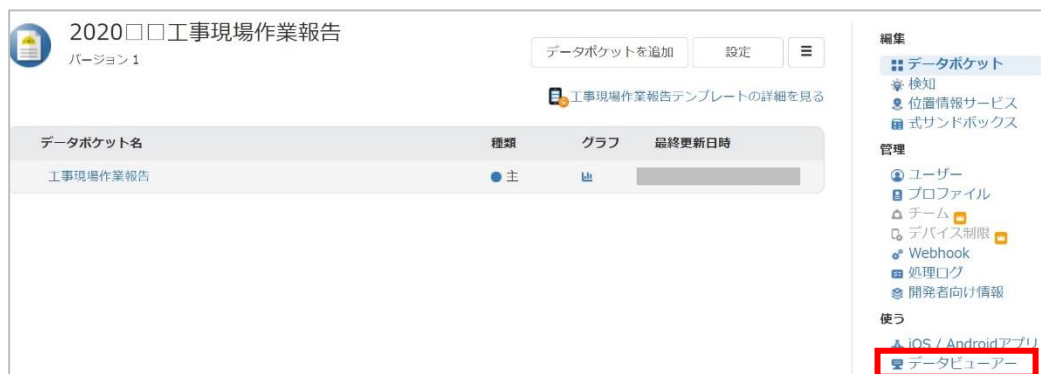 2020□□工事現場作業報告
バージョン 1
データポケットを追加
設定
工事現場作業報告テンプレートの詳細を見る
データポケット名 種類 グラフ 最終更新日時
工事現場作業報告 主
編集
データポケット
検知
位置情報サービス
式サンドボックス
管理
ユーザー
プロファイル
チーム
デバイス制限
Webhook
処理ログ
開発者向け情報
使う
iOS / Androidアプリ
データビューアー